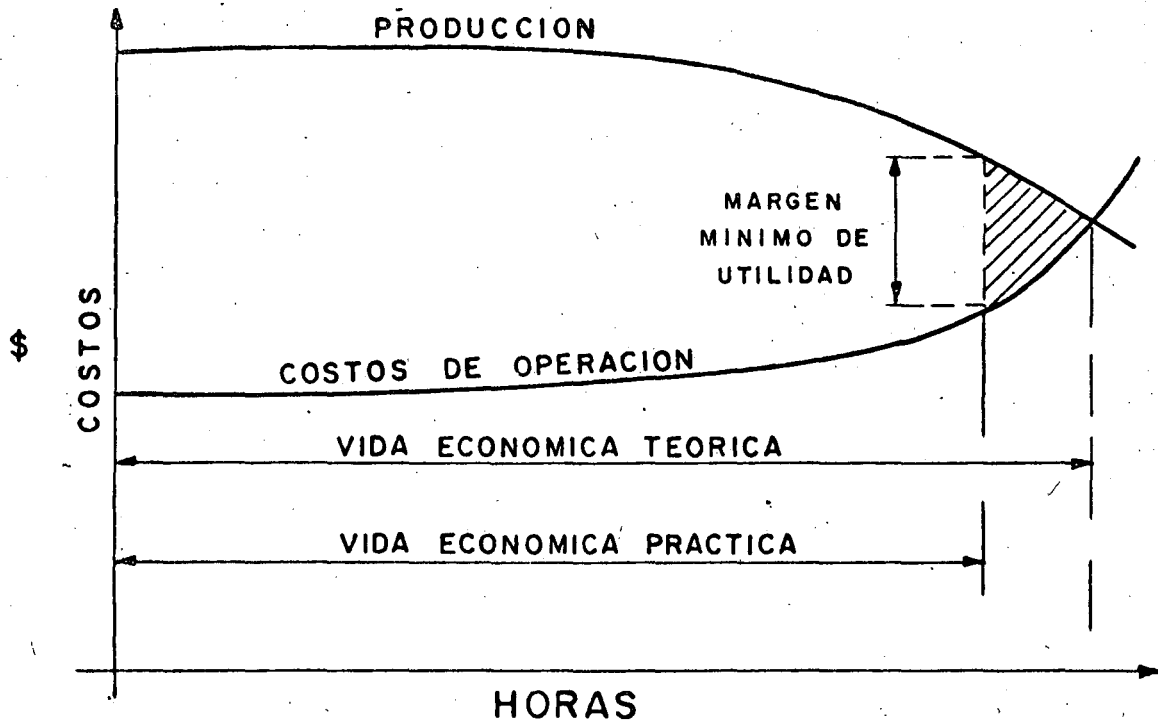 PRODUCCION
MARGEN
MINIMO DE
UTILIDAD
$
COSTOS
COSTOS DE OPERACION
VIDA ECONOMICA TEORICA
VIDA ECONOMICA PRACTICA
HORAS